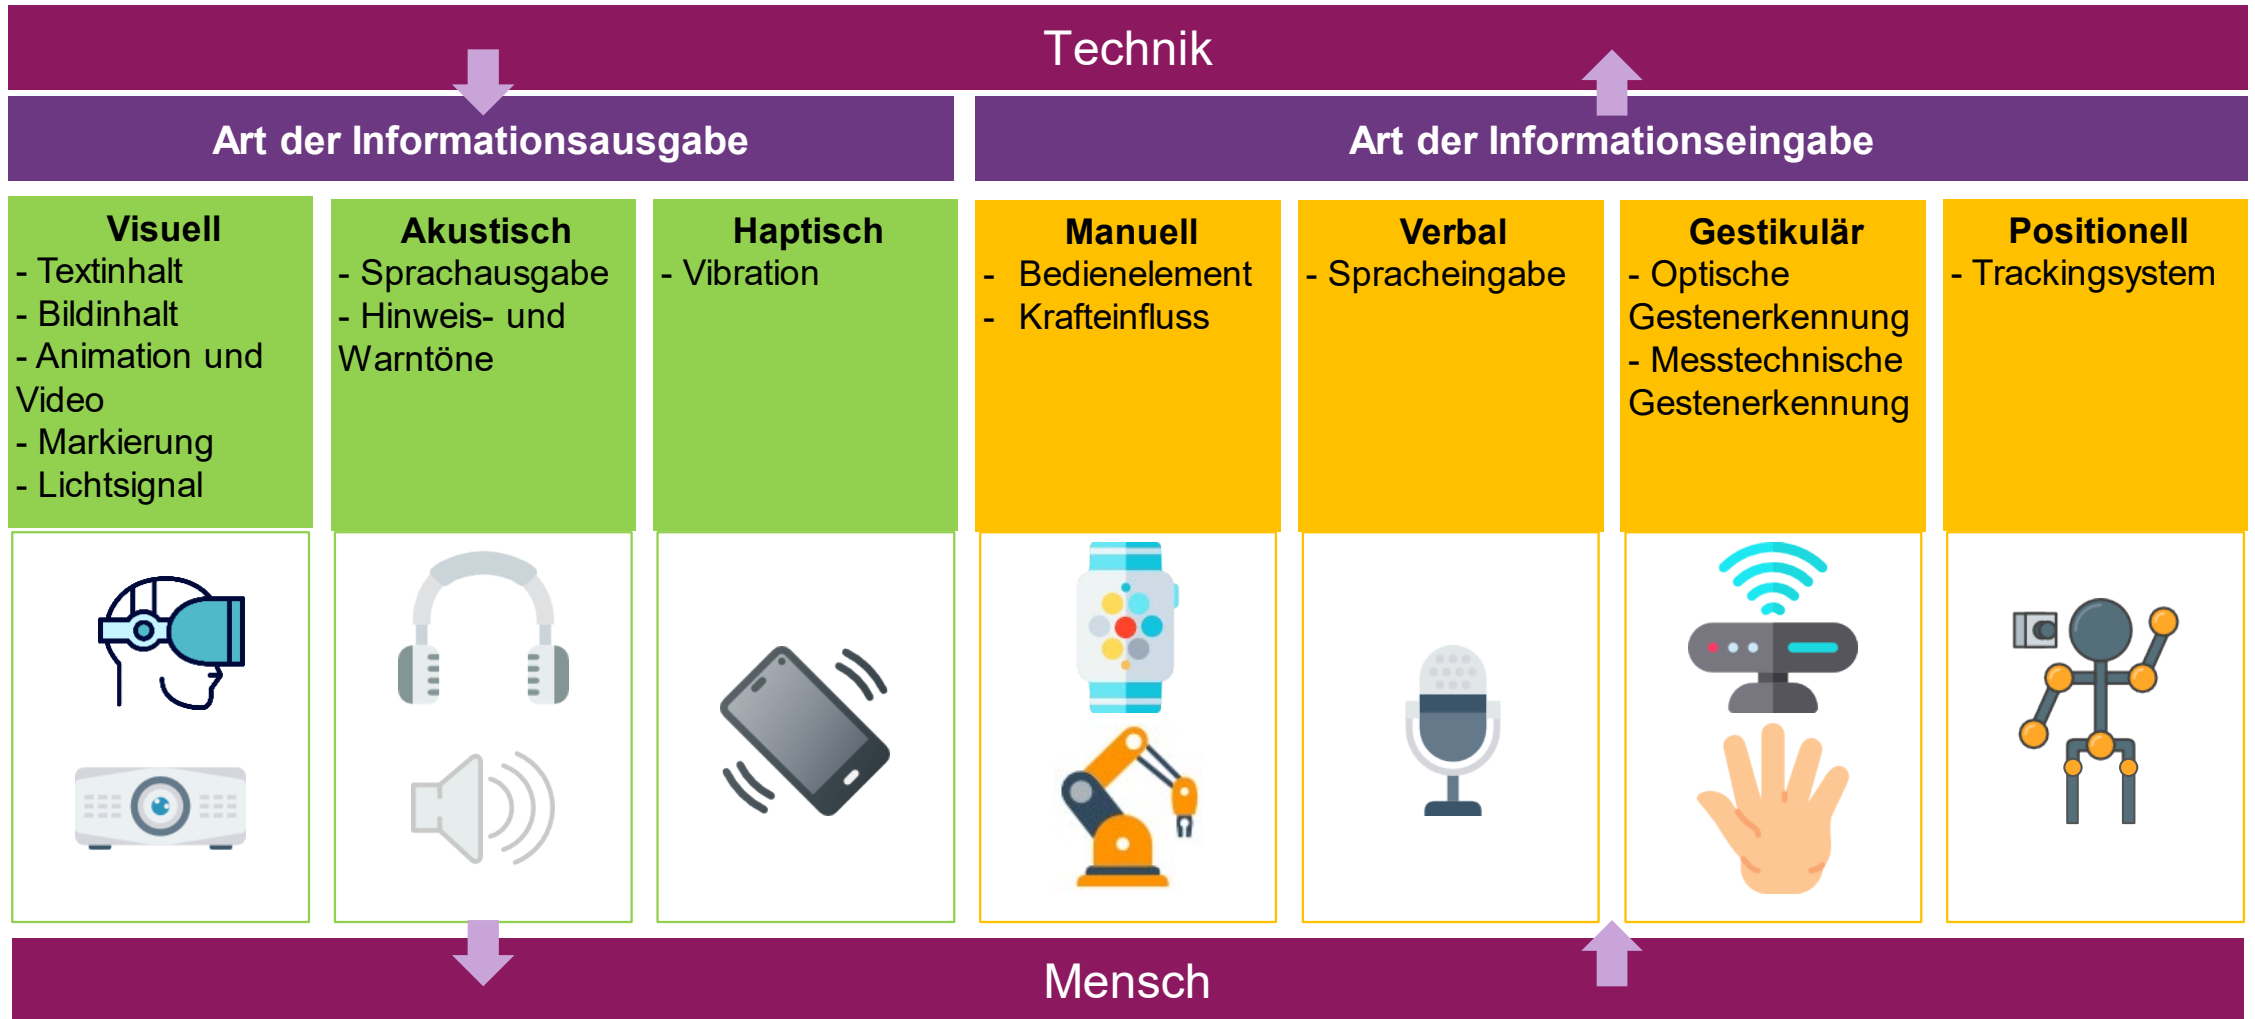 Technik
Art der Informationsausgabe
Art der Informationseingabe
Visuell
- Textinhalt
- Bildinhalt
- Animation und
Video
- Markierung
- Lichtsignal
Akustisch
- Sprachausgabe
- Hinweis- und
Warntöne
Haptisch
- Vibration
Manuell
- Bedienelement
- Krafteinfluss
Verbal
- Spracheingabe
Gestikulär
- Optische
Gestenerkennung
- Messtechnische
Gestenerkennung
Positionell
- Trackingsystem
Mensch